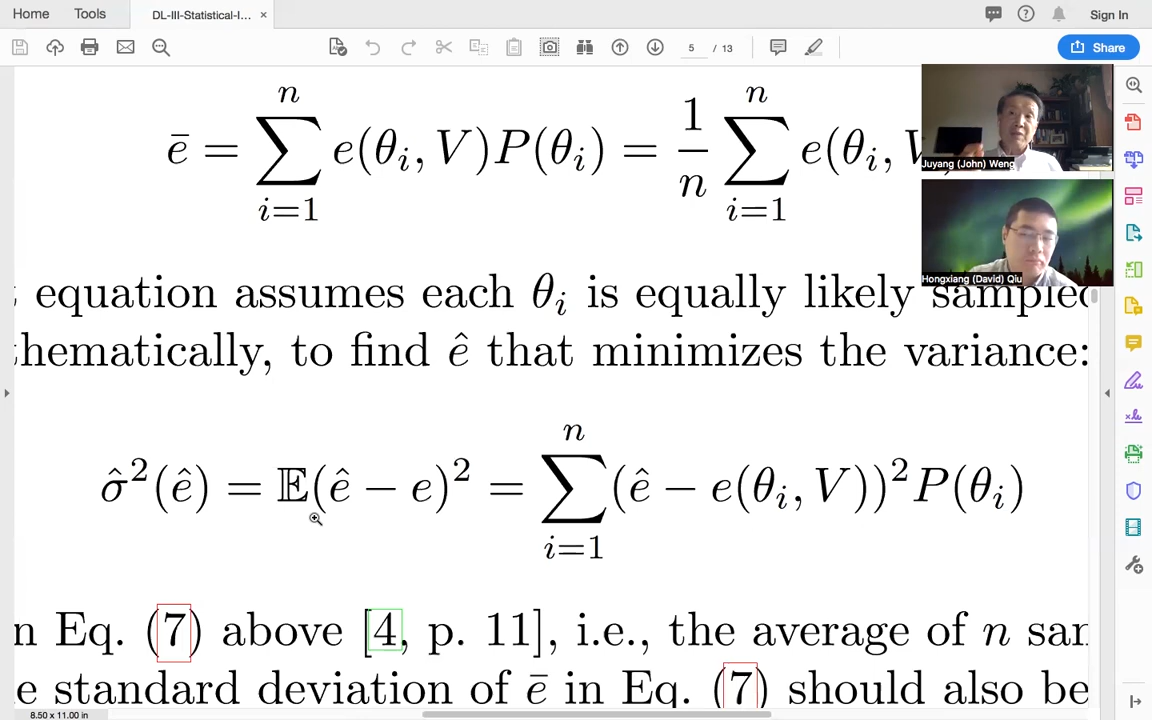 Home Tools DL-III-Statistical-I... × Sign In
5 / 13 Share
ē = ∑_{i=1}^{n} e(θ_i, V)P(θ_i) = 1/n ∑_{i=1}^{n} e(θ_i, V
Juyang (John) Weng
Hongxiang (David) Qiu
equation assumes each θ_i is equally likely sampled
thematically, to find ê that minimizes the variance:
σ̂²(ê) = 𝔼(ê − e)² = ∑_{i=1}^{n} (ê − e(θ_i, V))² P(θ_i)
n Eq. (7) above [4, p. 11], i.e., the average of n
e standard deviation of ē in Eq. (7) should also be
8.50 x 11.00 in